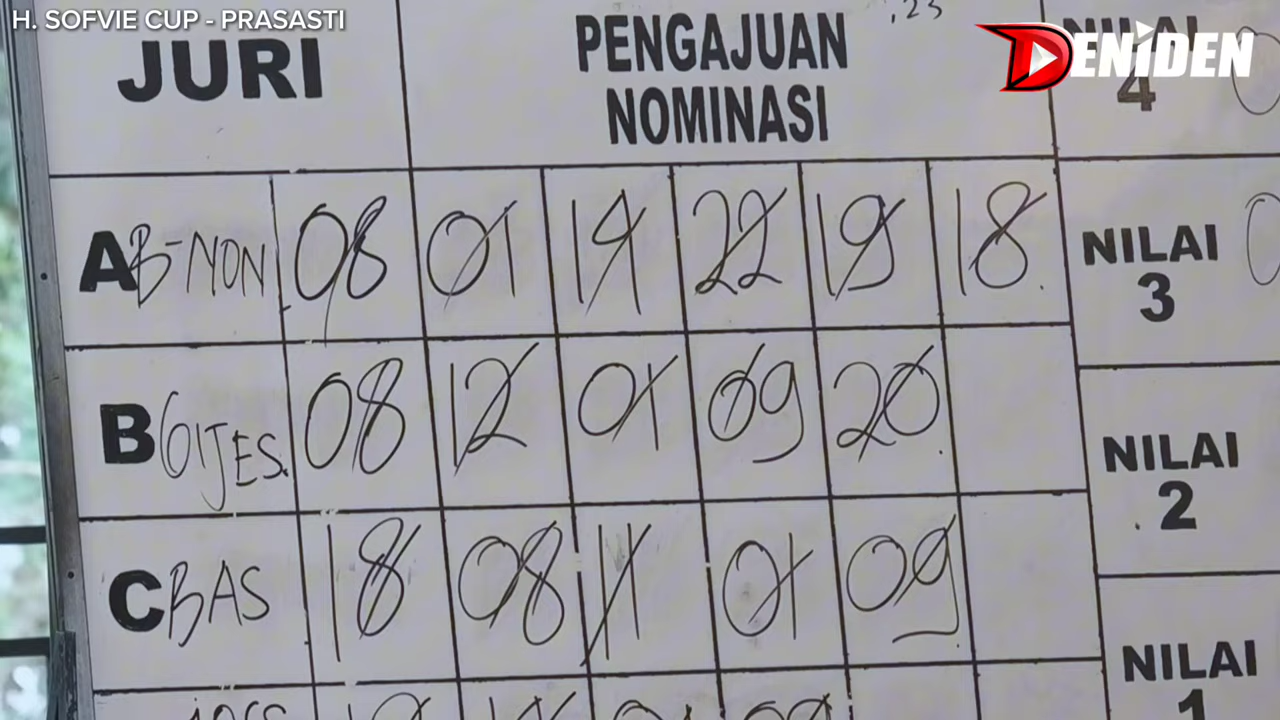 H. SOFVIE CUP - PRASASTI
DENiDEN
JURI
PENGAJUAN
NOMINASI
NILAI
4
A B-MON 08 01 14 22 19 18
NILAI
3
B GIJES. 08 12 01 09 20
NILAI
2
C BAS 18 08 11 01 09
NILAI
1